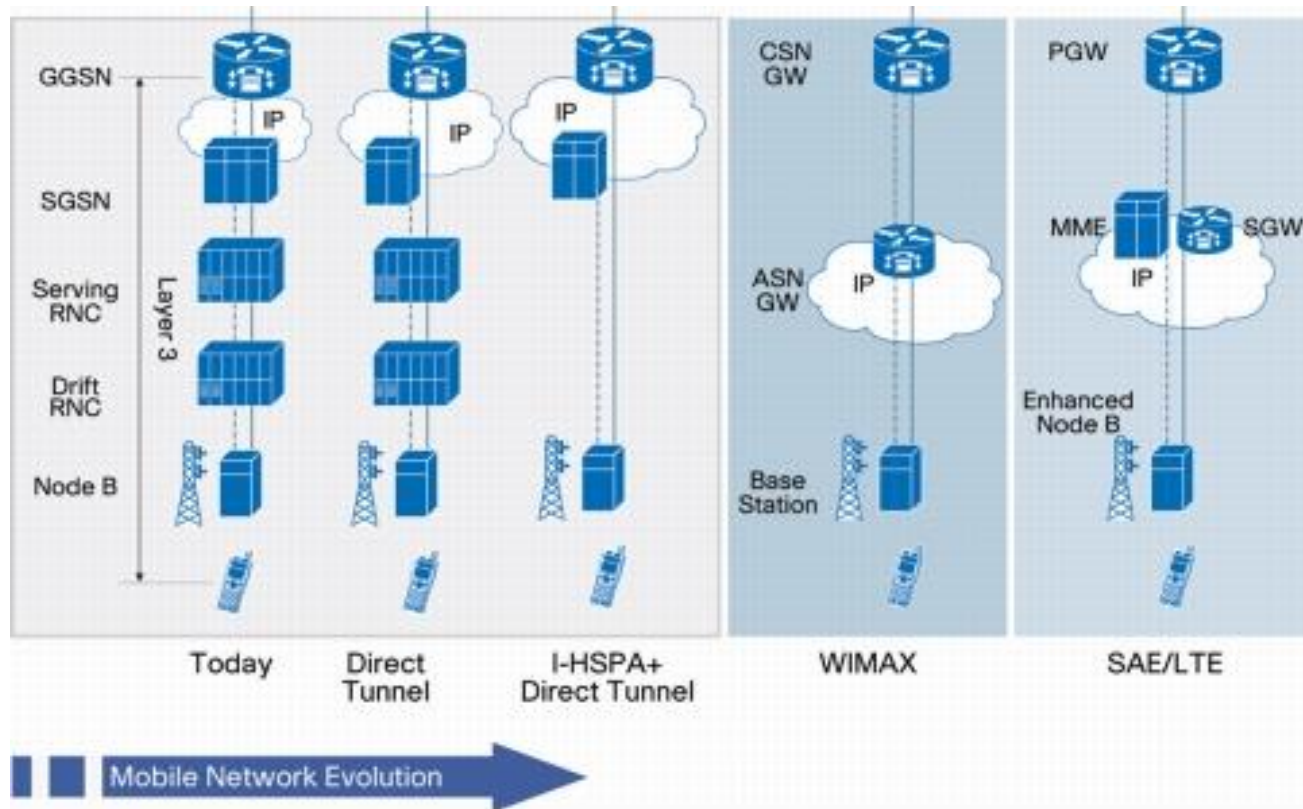 GGSN
SGSN
Serving
RNC
Drift
RNC
Node B
Layer 3
IP
IP
IP
CSN
GW
ASN
GW
IP
Base
Station
PGW
MME
SGW
IP
Enhanced
Node B
Today
Direct
Tunnel
I-HSPA+
Direct Tunnel
WIMAX
SAE/LTE
Mobile Network Evolution